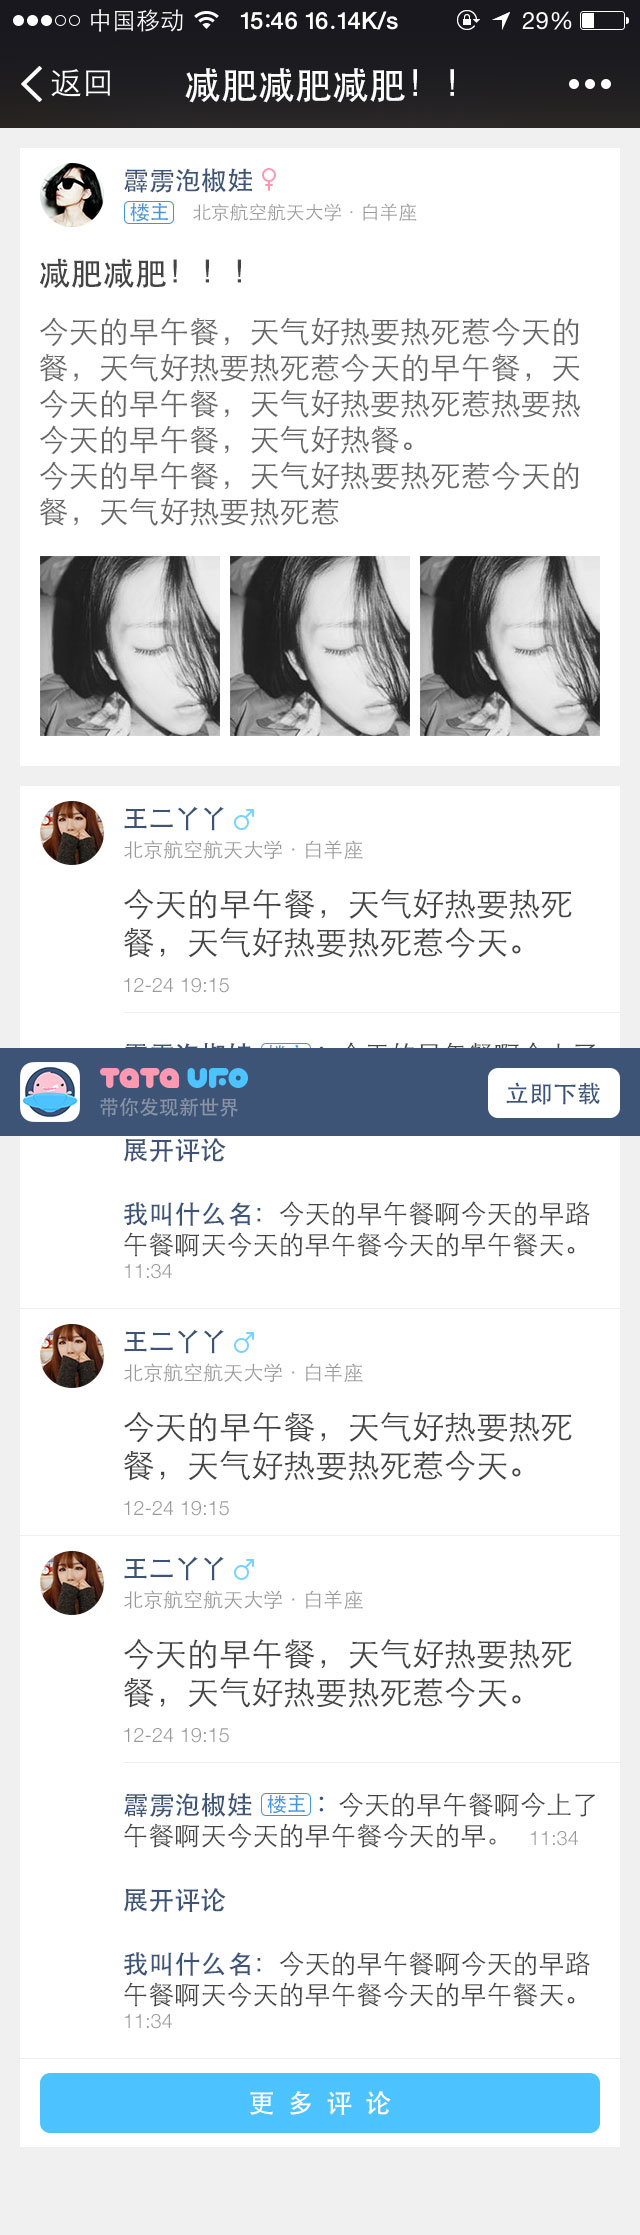 中国移动 15:46 16.14K/s 29%
返回 减肥减肥减肥！！
霹雳泡椒娃
楼主 北京航空航天大学 · 白羊座
减肥减肥！！！
今天的早午餐，天气好热要热死惹今天的
餐，天气好热要热死惹今天的早午餐，天
今天的早午餐，天气好热要热死惹热要热
今天的早午餐，天气好热餐。
今天的早午餐，天气好热要热死惹今天的
餐，天气好热要热死惹
王二丫丫
北京航空航天大学 · 白羊座
今天的早午餐，天气好热要热死
餐，天气好热要热死惹今天。
12-24 19:15
霹雳泡椒娃 楼主：今天的早午餐啊今上了
TATA UFO
带你发现新世界
立即下载
展开评论
我叫什么名：今天的早午餐啊今天的早路
午餐啊天今天的早午餐今天的早午餐天。
11:34
王二丫丫
北京航空航天大学 · 白羊座
今天的早午餐，天气好热要热死
餐，天气好热要热死惹今天。
12-24 19:15
王二丫丫
北京航空航天大学 · 白羊座
今天的早午餐，天气好热要热死
餐，天气好热要热死惹今天。
12-24 19:15
霹雳泡椒娃 楼主：今天的早午餐啊今上了
午餐啊天今天的早午餐今天的早。 11:34
展开评论
我叫什么名：今天的早午餐啊今天的早路
午餐啊天今天的早午餐今天的早午餐天。
11:34
更多评论